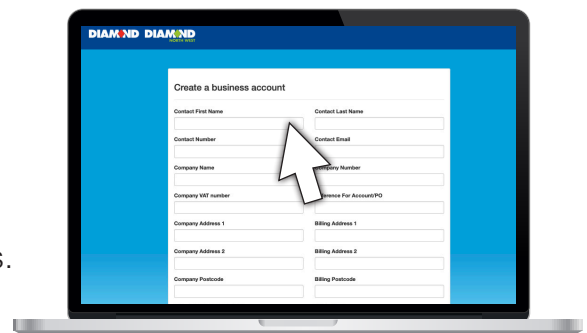 DIAMOND DIAMOND
NORTH WEST
Create a business account
Contact First Name Contact Last Name
Contact Number Contact Email
Company Name Company Number
Company VAT number Reference For Account/PO
Company Address 1 Billing Address 1
Company Address 2 Billing Address 2
s.
Company Postcode Billing Postcode